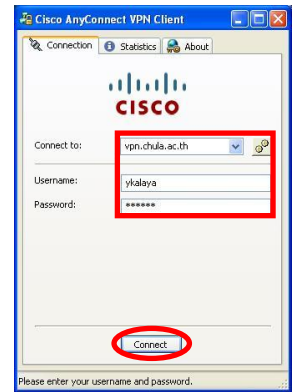 Cisco AnyConnect VPN Client
Connection Statistics About
CISCO
Connect to: vpn.chula.ac.th
Username: ykalaya
Password: ******
Connect
Please enter your username and password.